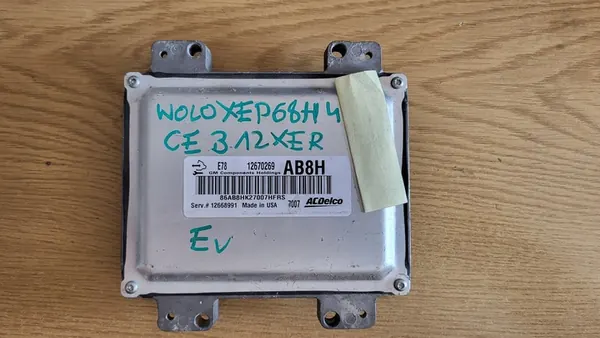 WOLOXEP68H4
CE 3.12XER
E78 12670269 AB8H
GM Components Holdings
86AB8HK27007HFRS
Serv.# 12668991 Made in USA 7007 ACDelco
Ev